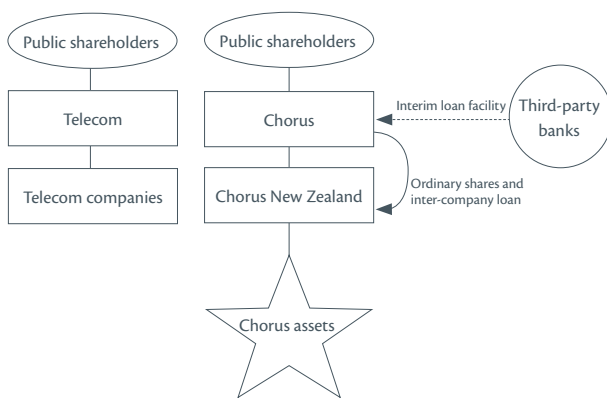 Public shareholders
Public shareholders
Telecom
Chorus
Interim loan facility
Third-party
banks
Telecom companies
Chorus New Zealand
Ordinary shares and
inter-company loan
Chorus assets